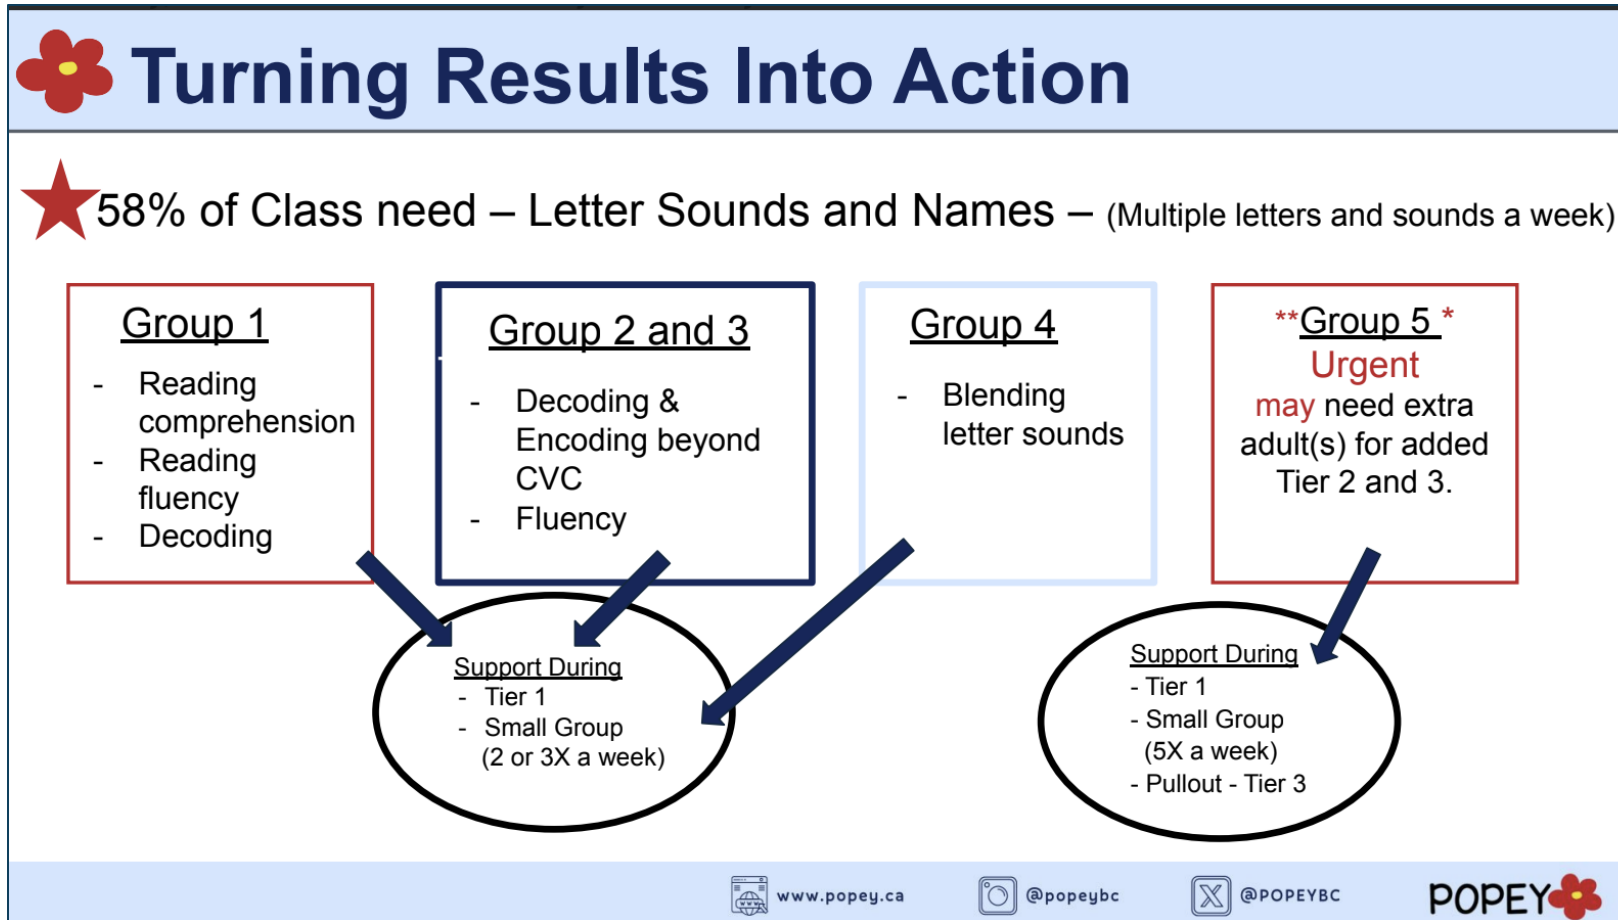 Turning Results Into Action
58% of Class need – Letter Sounds and Names – (Multiple letters and sounds a week)
Group 1
- Reading
comprehension
- Reading
fluency
- Decoding
Group 2 and 3
- Decoding &
Encoding beyond
CVC
- Fluency
Group 4
- Blending
letter sounds
**Group 5 *
Urgent
may need extra
adult(s) for added
Tier 2 and 3.
Support During
- Tier 1
- Small Group
(2 or 3X a week)
Support During
- Tier 1
- Small Group
(5X a week)
- Pullout - Tier 3
www.popey.ca
@popeybc
@POPEYBC
POPEY